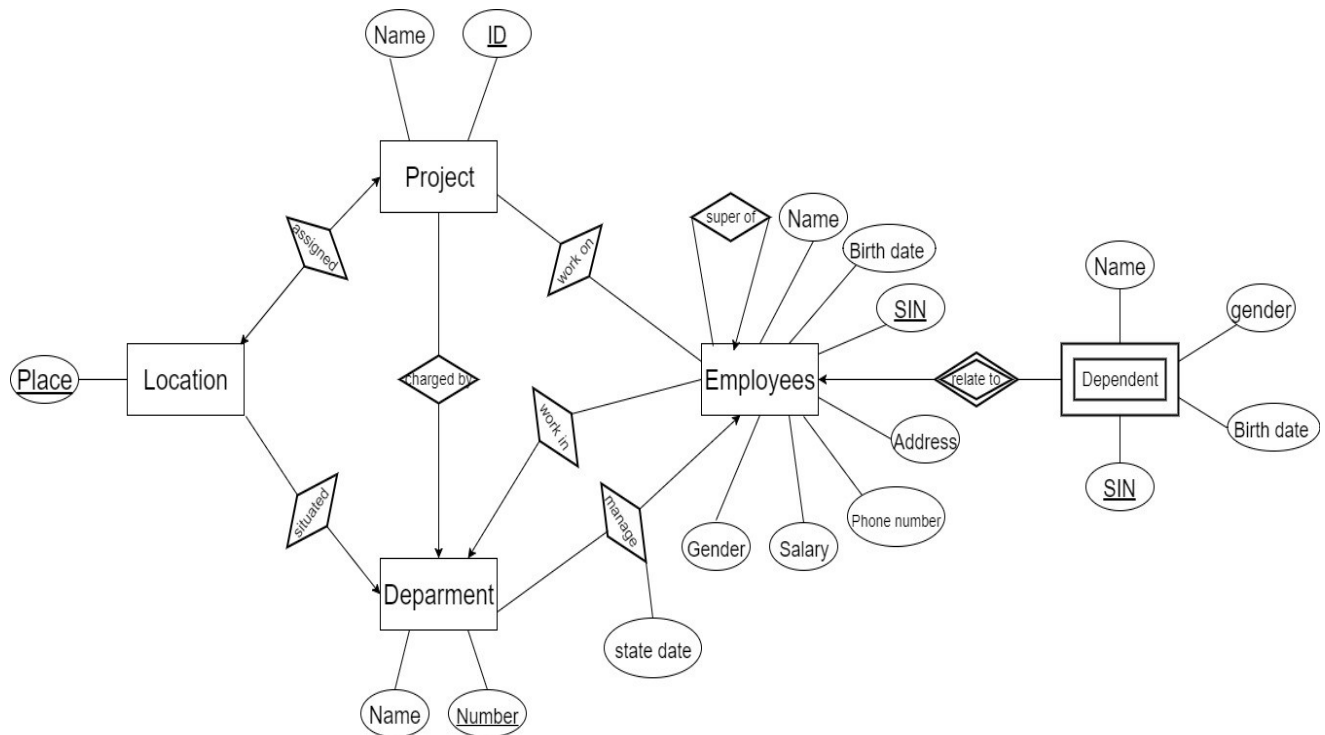 Name
ID
Project
assigned
work on
super of
Name
Birth date
SIN
Name
gender
Place
Location
charged by
Employees
relate to
Dependent
work in
Address
Birth date
situated
manage
Phone number
SIN
Gender
Salary
Deparment
state date
Name
Number